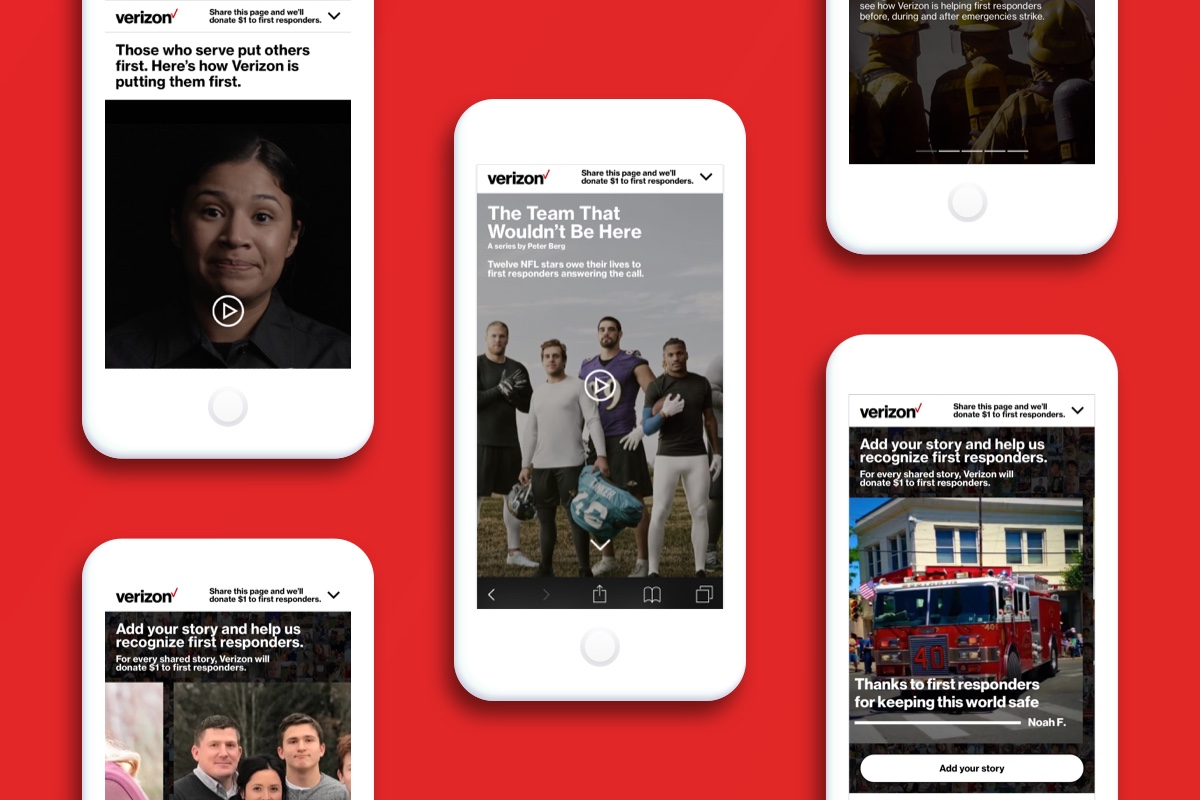 verizon
Share this page and we'll
donate $1 to first responders.
Those who serve put others
first. Here's how Verizon is
putting them first.
verizon
Share this page and we'll
donate $1 to first responders.
Add your story and help us
recognize first responders.
For every shared story, Verizon will
donate $1 to first responders.
verizon
Share this page and we'll
donate $1 to first responders.
The Team That
Wouldn't Be Here
A series by Peter Berg
Twelve NFL stars owe their lives to
first responders answering the call.
see how Verizon is helping first responders
before, during and after emergencies strike.
verizon
Share this page and we'll
donate $1 to first responders.
Add your story and help us
recognize first responders.
For every shared story, Verizon will
donate $1 to first responders.
40
Thanks to first responders
for keeping this world safe
Noah F.
Add your story